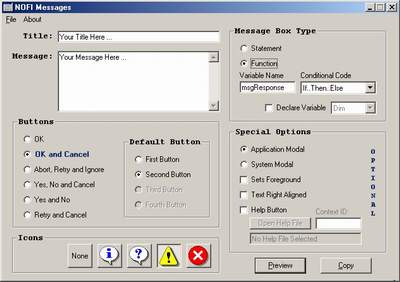 NOFI Messages
File About
Title: Your Title Here ...
Message: Your Message Here ...
Message Box Type
Statement
Function
Variable Name Conditional Code
msgResponse If..Then..Else
Declare Variable Dim
Buttons
OK
OK and Cancel
Abort, Retry and Ignore
Yes, No and Cancel
Yes and No
Retry and Cancel
Default Button
First Button
Second Button
Third Button
Fourth Button
Special Options
Application Modal
System Modal
Sets Foreground
Text Right Aligned
Help Button
Context ID:
Open Help File
No Help File Selected
OPTIONAL
Icons
None
Preview Copy